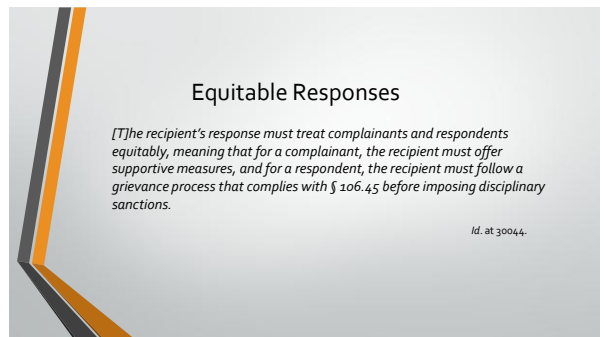 Equitable Responses
[T]he recipient's response must treat complainants and respondents
equitably, meaning that for a complainant, the recipient must offer
supportive measures, and for a respondent, the recipient must follow a
grievance process that complies with § 106.45 before imposing disciplinary
sanctions.
Id. at 30044.